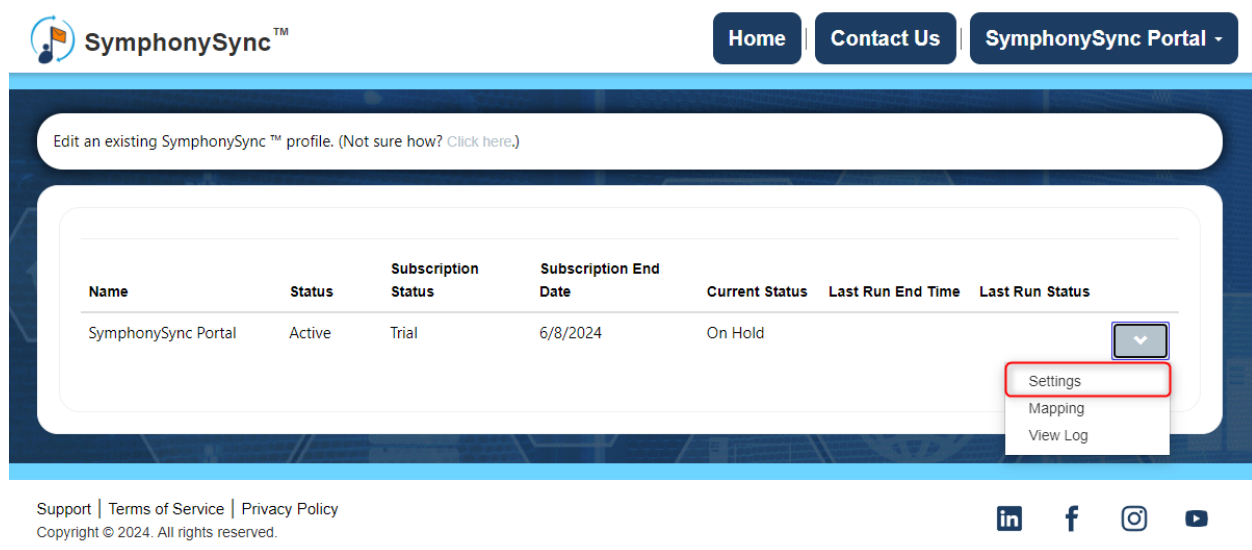 SymphonySync™
Home | Contact Us | SymphonySync Portal
Edit an existing SymphonySync ™ profile. (Not sure how? Click here.)
Name Status Subscription Status Subscription End Date Current Status Last Run End Time Last Run Status
SymphonySync Portal Active Trial 6/8/2024 On Hold
Settings
Mapping
View Log
Support | Terms of Service | Privacy Policy
Copyright © 2024. All rights reserved.